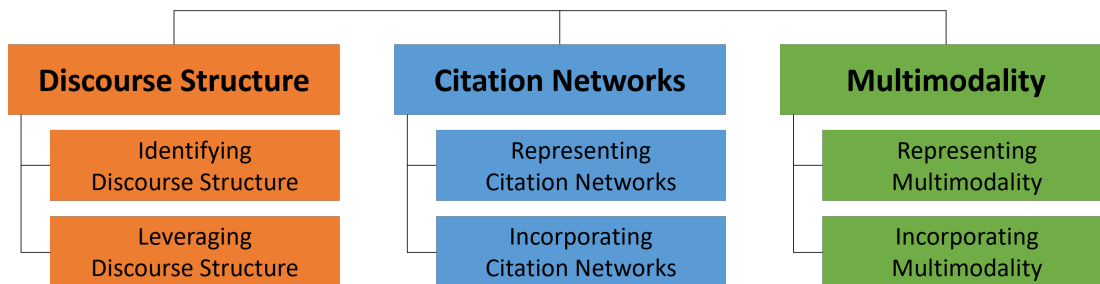 Discourse Structure
Identifying
Discourse Structure
Leveraging
Discourse Structure
Citation Networks
Representing
Citation Networks
Incorporating
Citation Networks
Multimodality
Representing
Multimodality
Incorporating
Multimodality